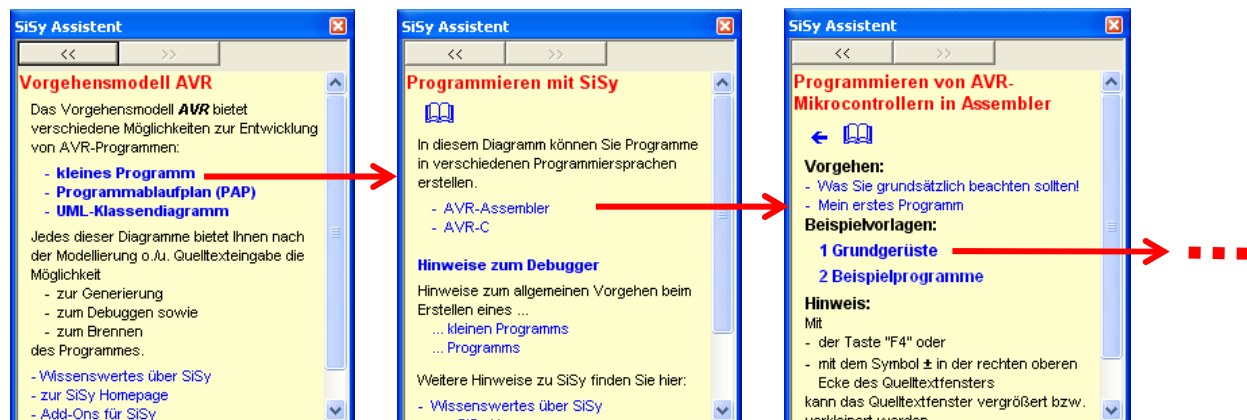 SiSy Assistent
<< >>
Vorgehensmodell AVR
Das Vorgehensmodell AVR bietet
verschiedene Möglichkeiten zur Entwicklung
von AVR-Programmen:
- kleines Programm
- Programmablaufplan (PAP)
- UML-Klassendiagramm
Jedes dieser Diagramme bietet Ihnen nach
der Modellierung o./u. Quelltexteingabe die
Möglichkeit
- zur Generierung
- zum Debuggen sowie
- zum Brennen
des Programmes.
- Wissenswertes über SiSy
- zur SiSy Homepage
- Add-Ons für SiSy
SiSy Assistent
<< >>
Programmieren mit SiSy
In diesem Diagramm können Sie Programme
in verschiedenen Programmiersprachen
erstellen.
- AVR-Assembler
- AVR-C
Hinweise zum Debugger
Hinweise zum allgemeinen Vorgehen beim
Erstellen eines ...
... kleinen Programms
... Programms
Weitere Hinweise zu SiSy finden Sie hier:
- Wissenswertes über SiSy
SiSy Assistent
<< >>
Programmieren von AVR-
Mikrocontrollern in Assembler
Vorgehen:
- Was Sie grundsätzlich beachten sollten!
- Mein erstes Programm
Beispielvorlagen:
1 Grundgerüste
2 Beispielprogramme
Hinweis:
Mit
- der Taste "F4" oder
- mit dem Symbol ± in der rechten oberen
Ecke des Quelltextfensters
kann das Quelltextfenster vergrößert bzw.
verkleinert werden